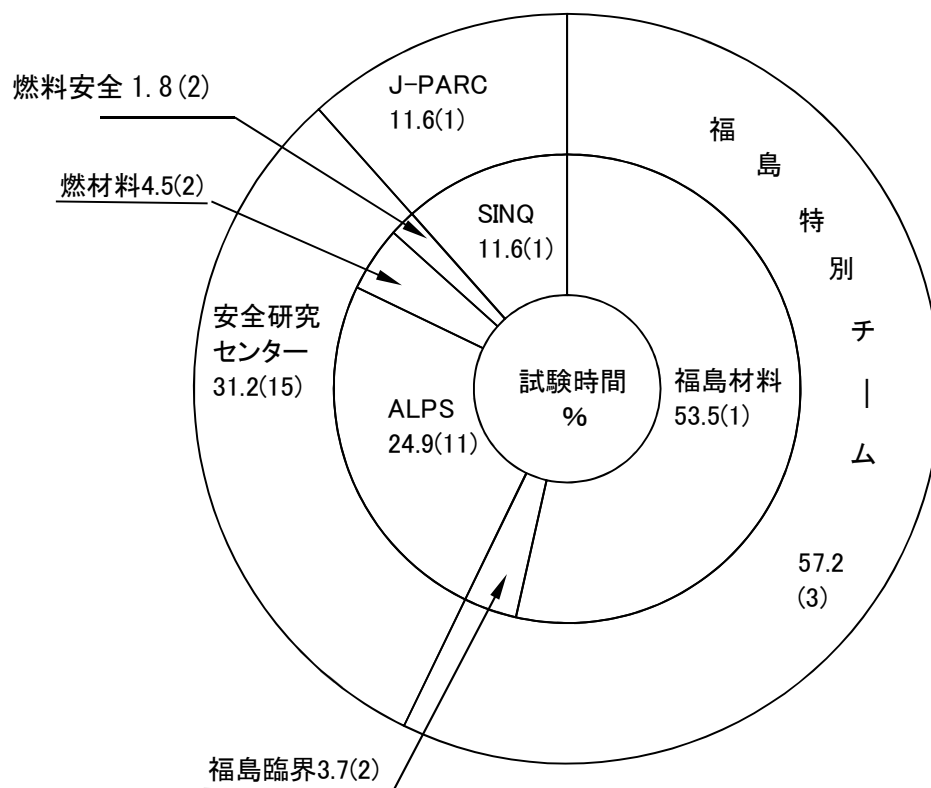 燃料安全 1.8(2)
J-PARC
11.6(1)
燃材料4.5(2)
SINQ
11.6(1)
安全研究
センター
31.2(15)
ALPS
24.9(11)
試験時間
%
福島材料
53.5(1)
福島特別チーム
57.2
(3)
福島臨界3.7(2)